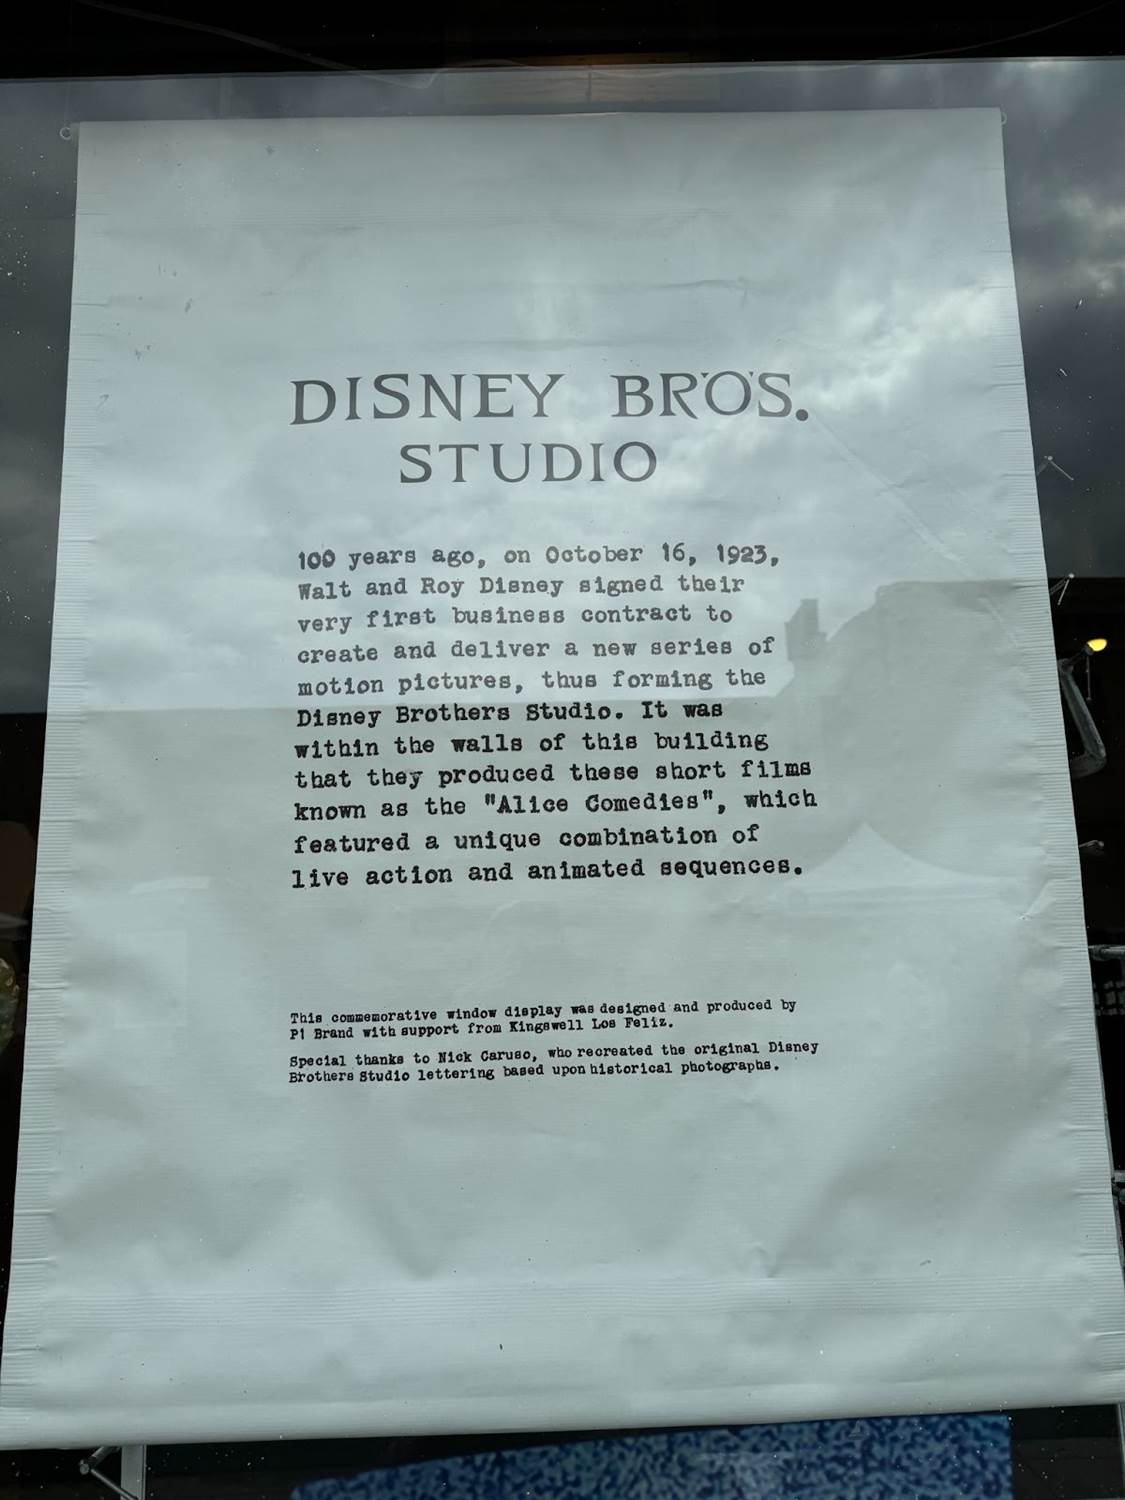 DISNEY BRO'S.
STUDIO
100 years ago, on October 16, 1923,
Walt and Roy Disney signed their
very first business contract to
create and deliver a new series of
motion pictures, thus forming the
Disney Brothers Studio. It was
within the walls of this building
that they produced these short films
known as the "Alice Comedies", which
featured a unique combination of
live action and animated sequences.
This commemorative window display was designed and produced by
P1 Brand with support from Kingswell Los Feliz.
Special thanks to Nick Caruso, who recreated the original Disney
Brothers Studio lettering based upon historical photographs.